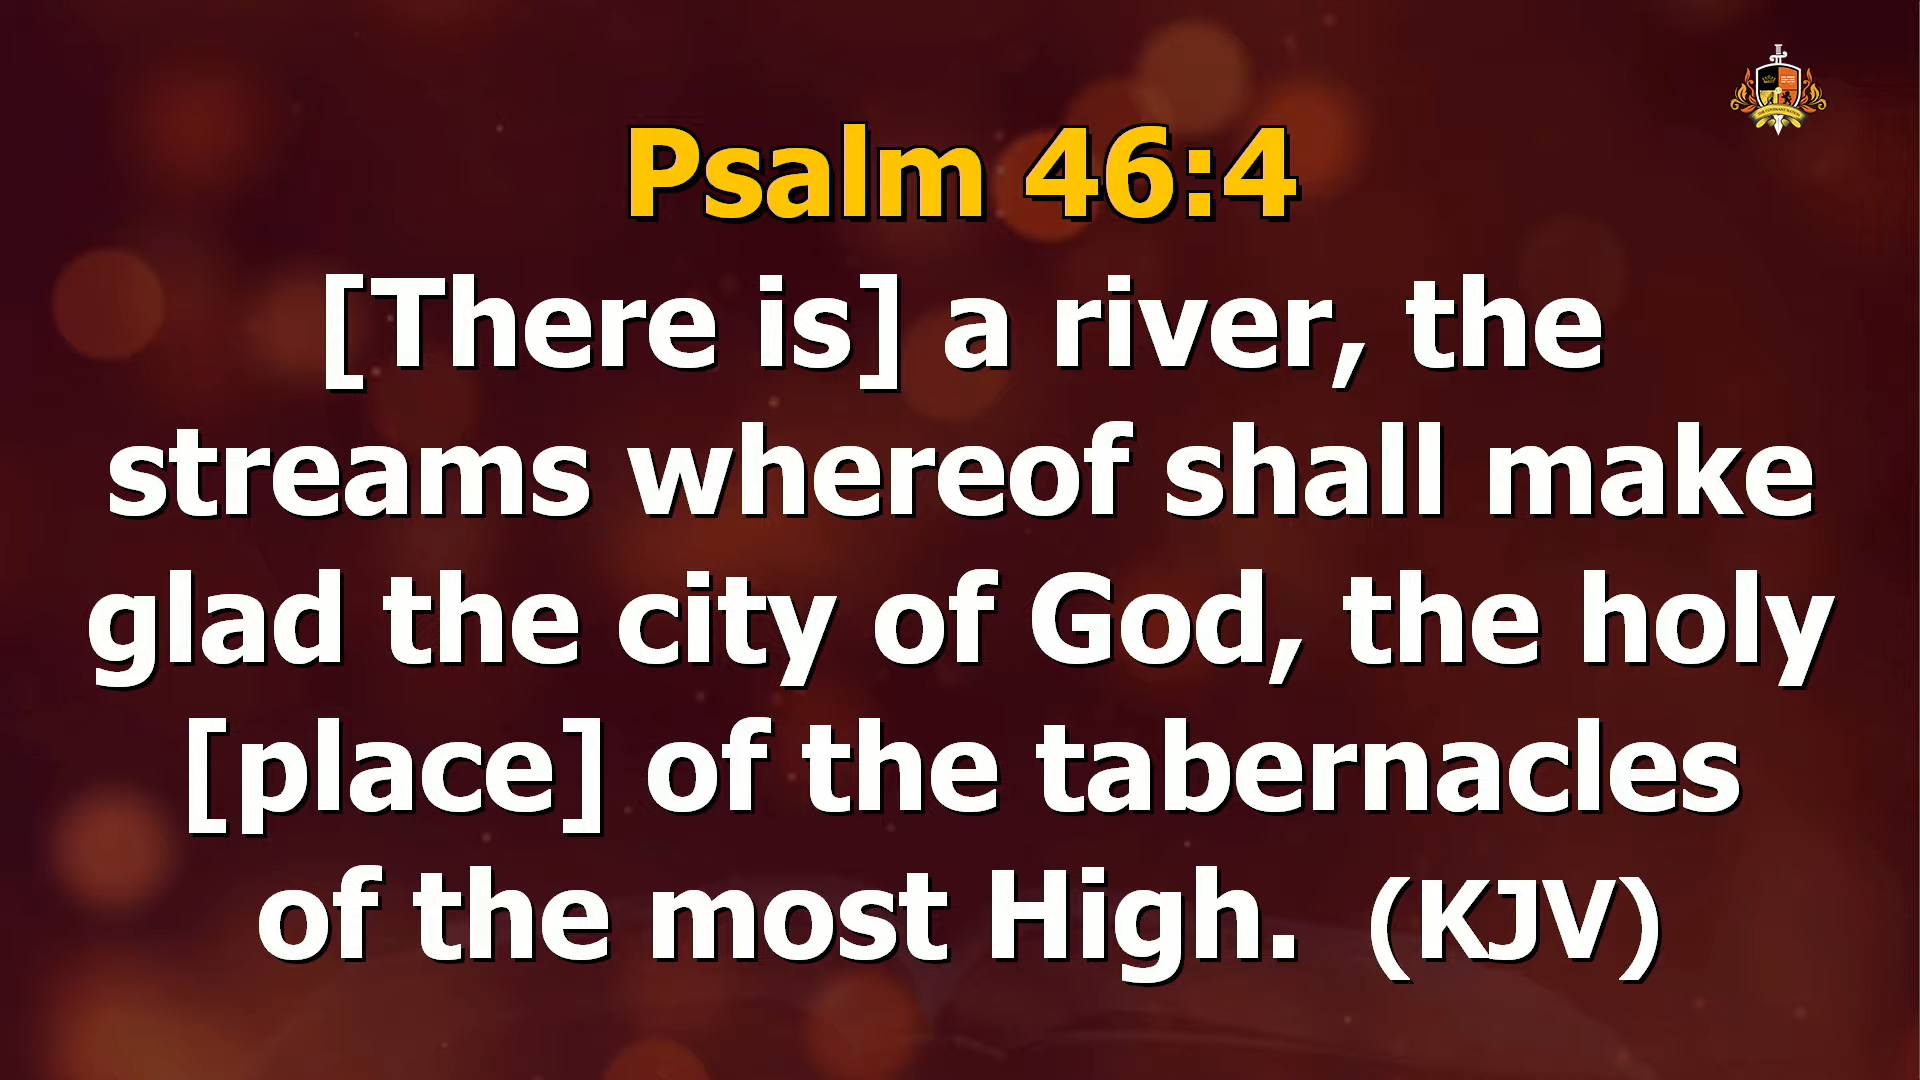 Psalm 46:4
[There is] a river, the
streams whereof shall make
glad the city of God, the holy
[place] of the tabernacles
of the most High.  (KJV)